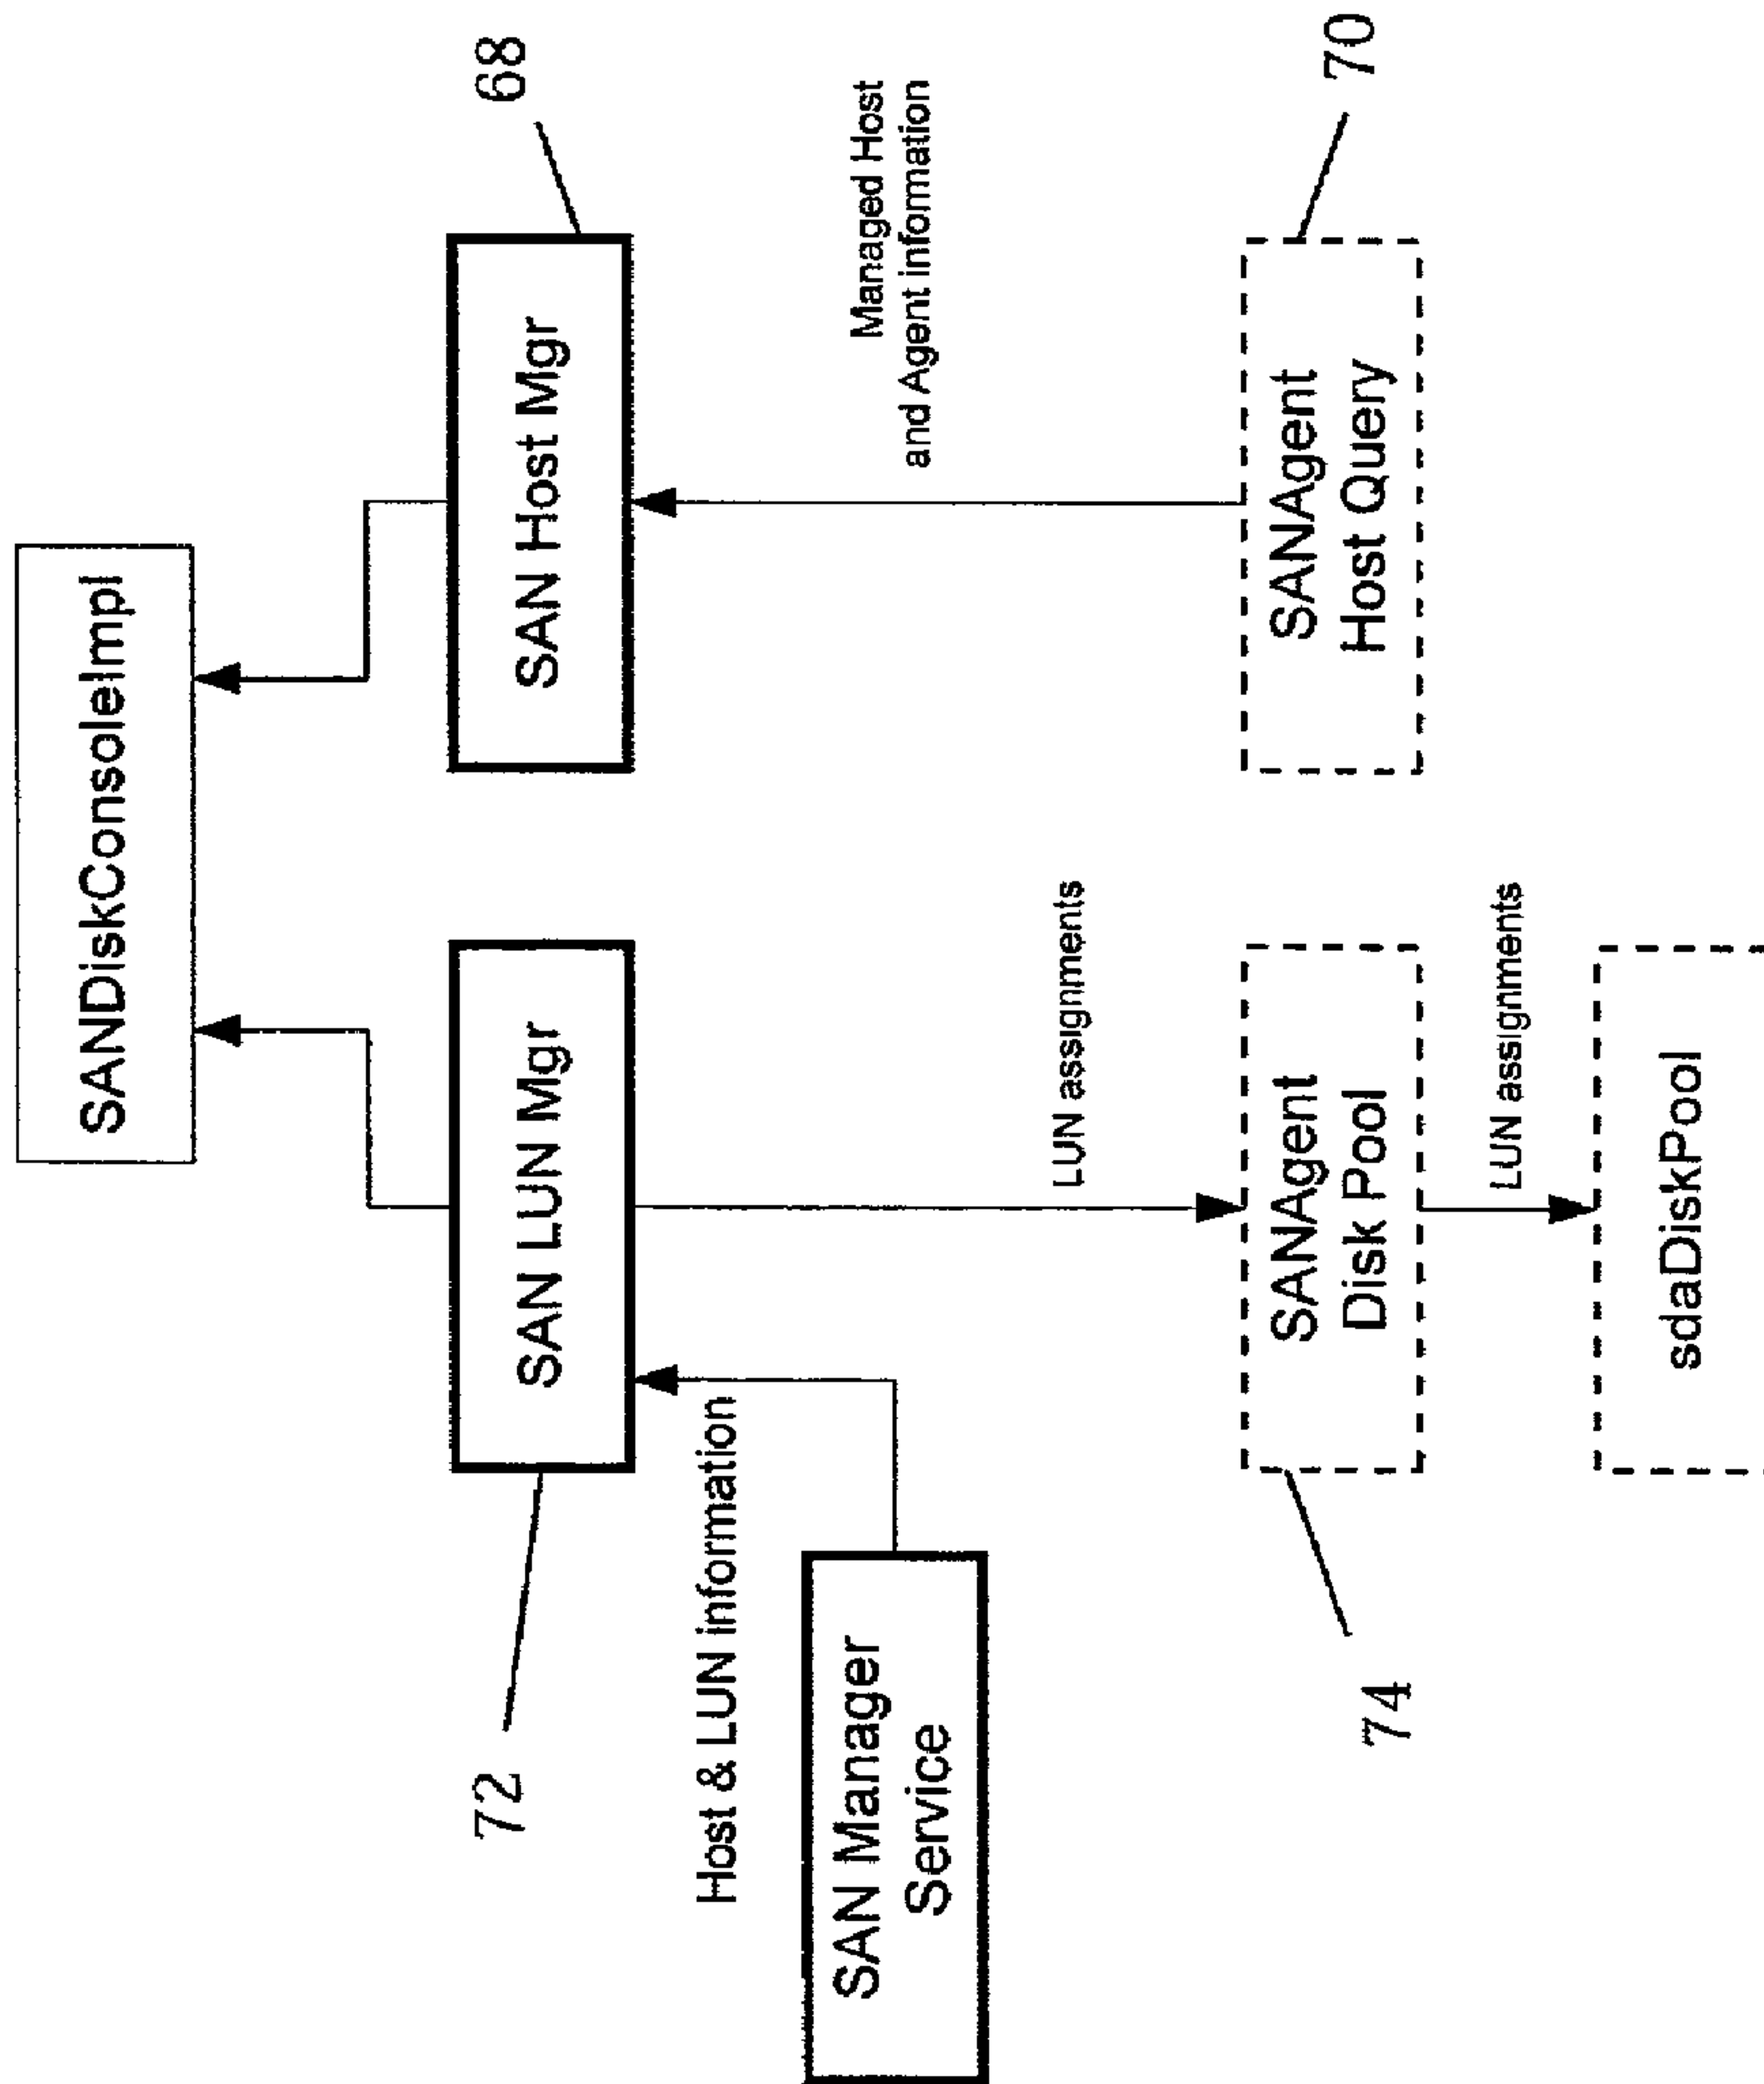 SANDiskConsoleImpl
72
SAN LUN Mgr
SAN Host Mgr
68
Host & LUN information
SAN Manager
Service
Managed Host
and Agent infomation
LUN assignments
74
SANAgent
Disk Pool
SANAgent
Host Query
70
LUN assignments
sdaDiskPool